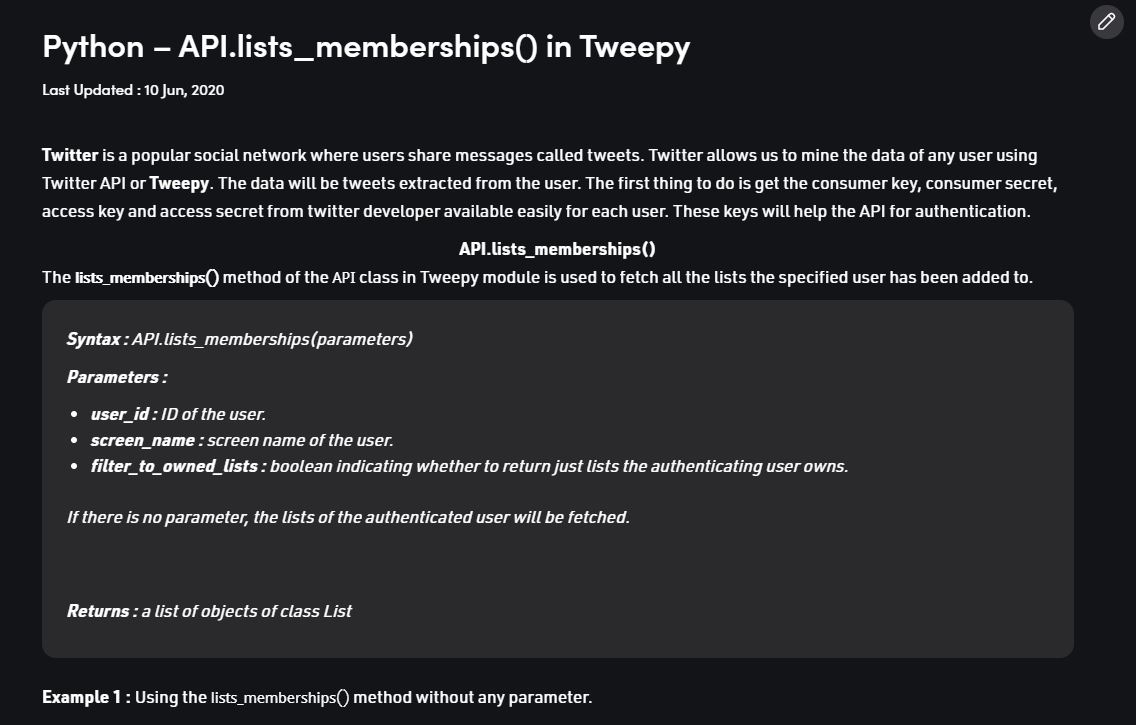 Python – API.lists_memberships() in Tweepy
Last Updated : 10 Jun, 2020
Twitter is a popular social network where users share messages called tweets. Twitter allows us to mine the data of any user using
Twitter API or Tweepy. The data will be tweets extracted from the user. The first thing to do is get the consumer key, consumer secret,
access key and access secret from twitter developer available easily for each user. These keys will help the API for authentication.
API.lists_memberships()
The lists_memberships() method of the API class in Tweepy module is used to fetch all the lists the specified user has been added to.
Syntax : API.lists_memberships(parameters)
Parameters :
• user_id : ID of the user.
• screen_name : screen name of the user.
• filter_to_owned_lists : boolean indicating whether to return just lists the authenticating user owns.
If there is no parameter, the lists of the authenticated user will be fetched.
Returns : a list of objects of class List
Example 1 : Using the lists_memberships() method without any parameter.